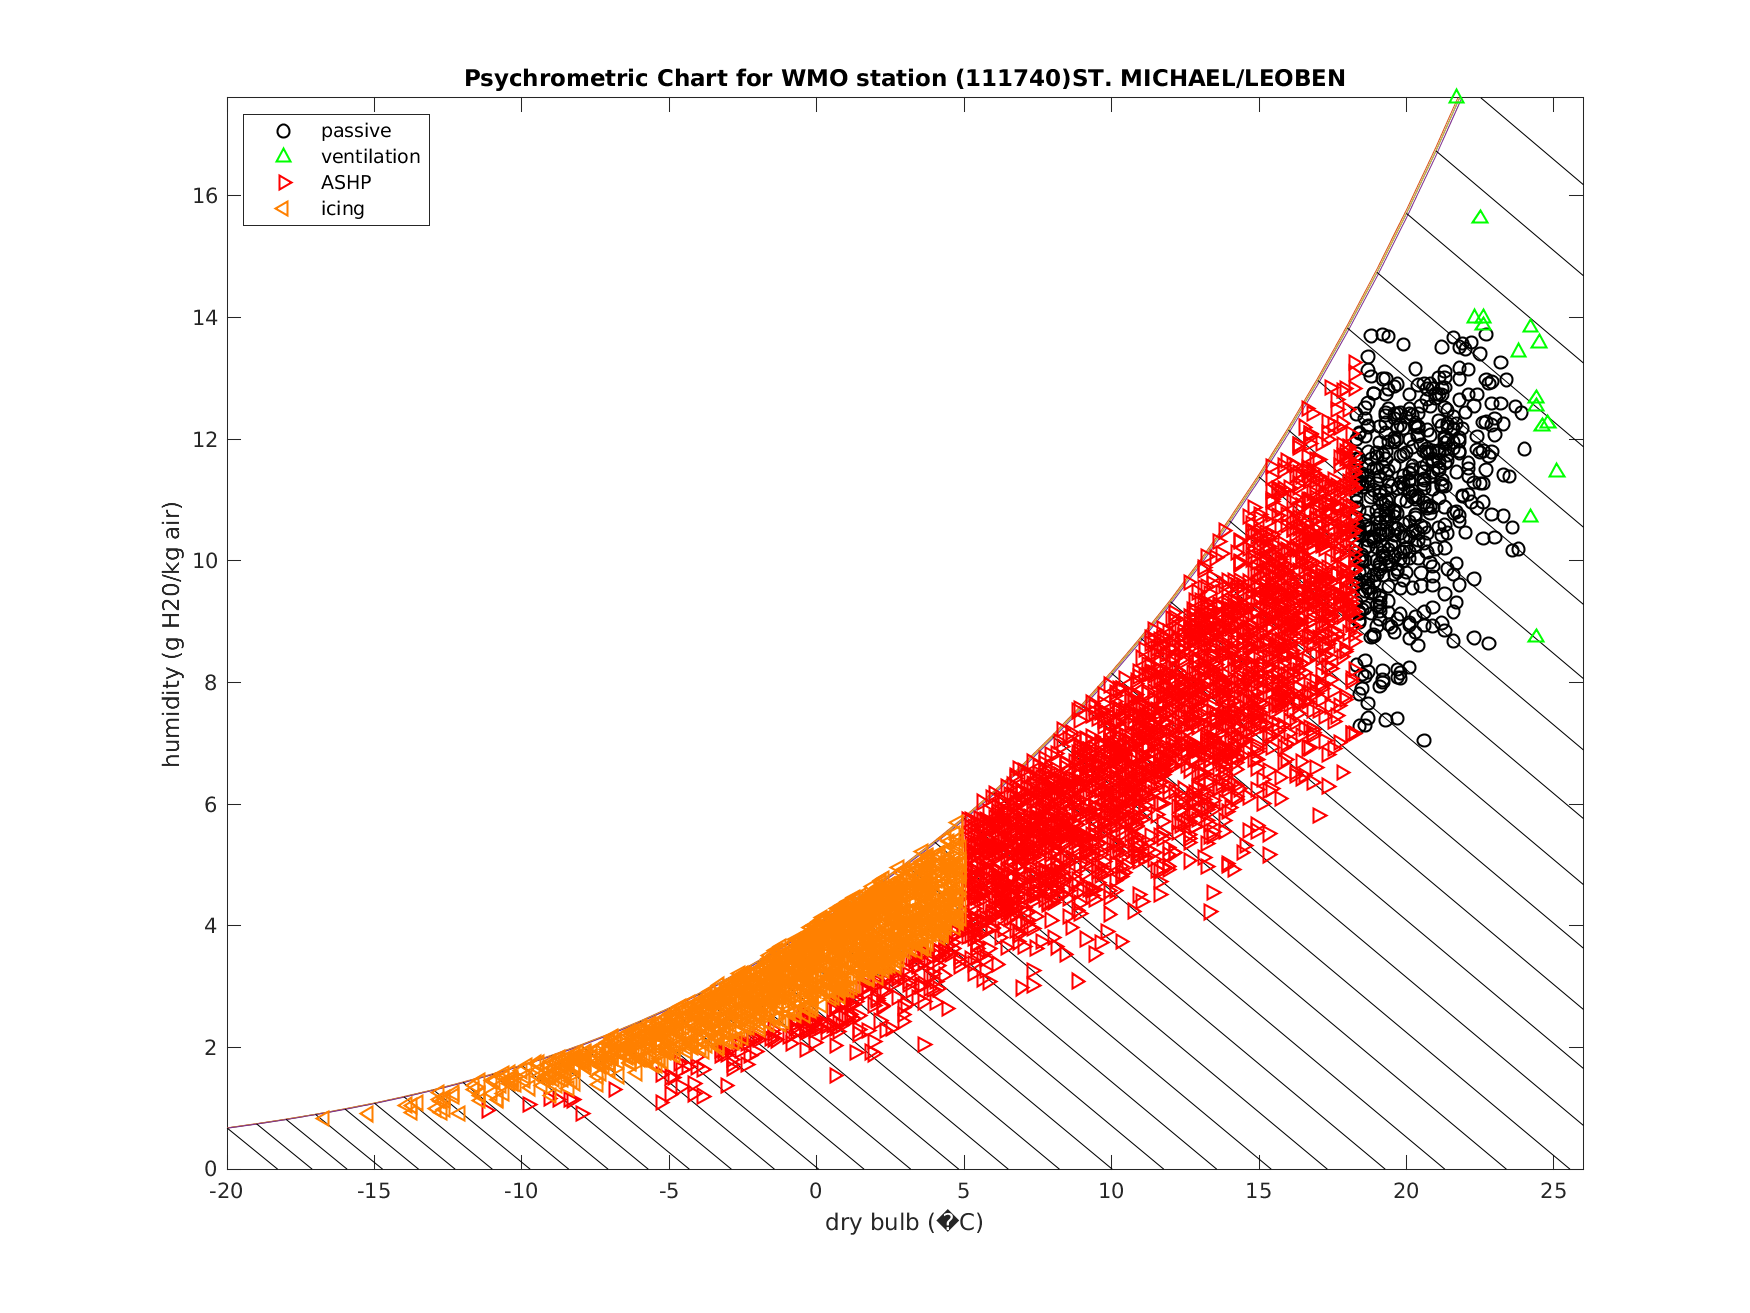 Psychrometric Chart for WMO station (111740)ST. MICHAEL/LEOBEN
passive
ventilation
ASHP
icing
humidity (g H20/kg air)
16
14
12
10
8
6
4
2
0
-20 -15 -10 -5 0 5 10 15 20 25
dry bulb (�C)